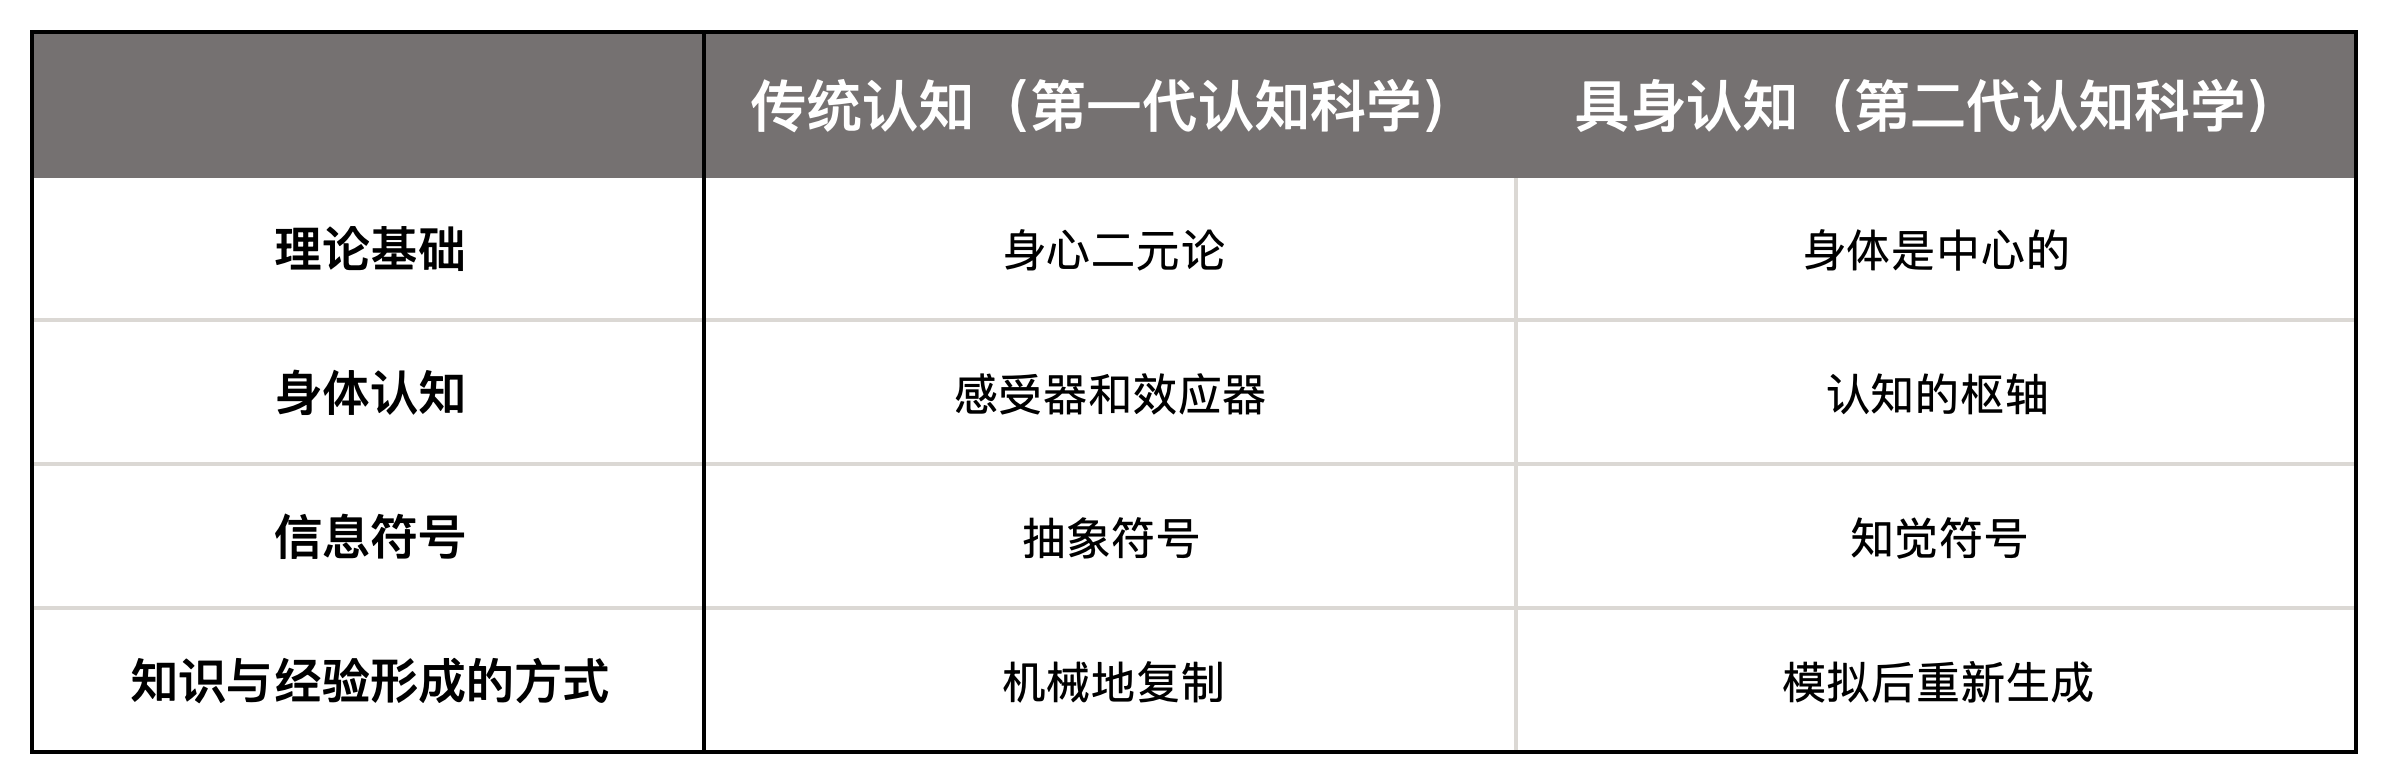 传统认知（第一代认知科学） 具身认知（第二代认知科学）
理论基础 身心二元论 身体是中心的
身体认知 感受器和效应器 认知的枢轴
信息符号 抽象符号 知觉符号
知识与经验形成的方式 机械地复制 模拟后重新生成